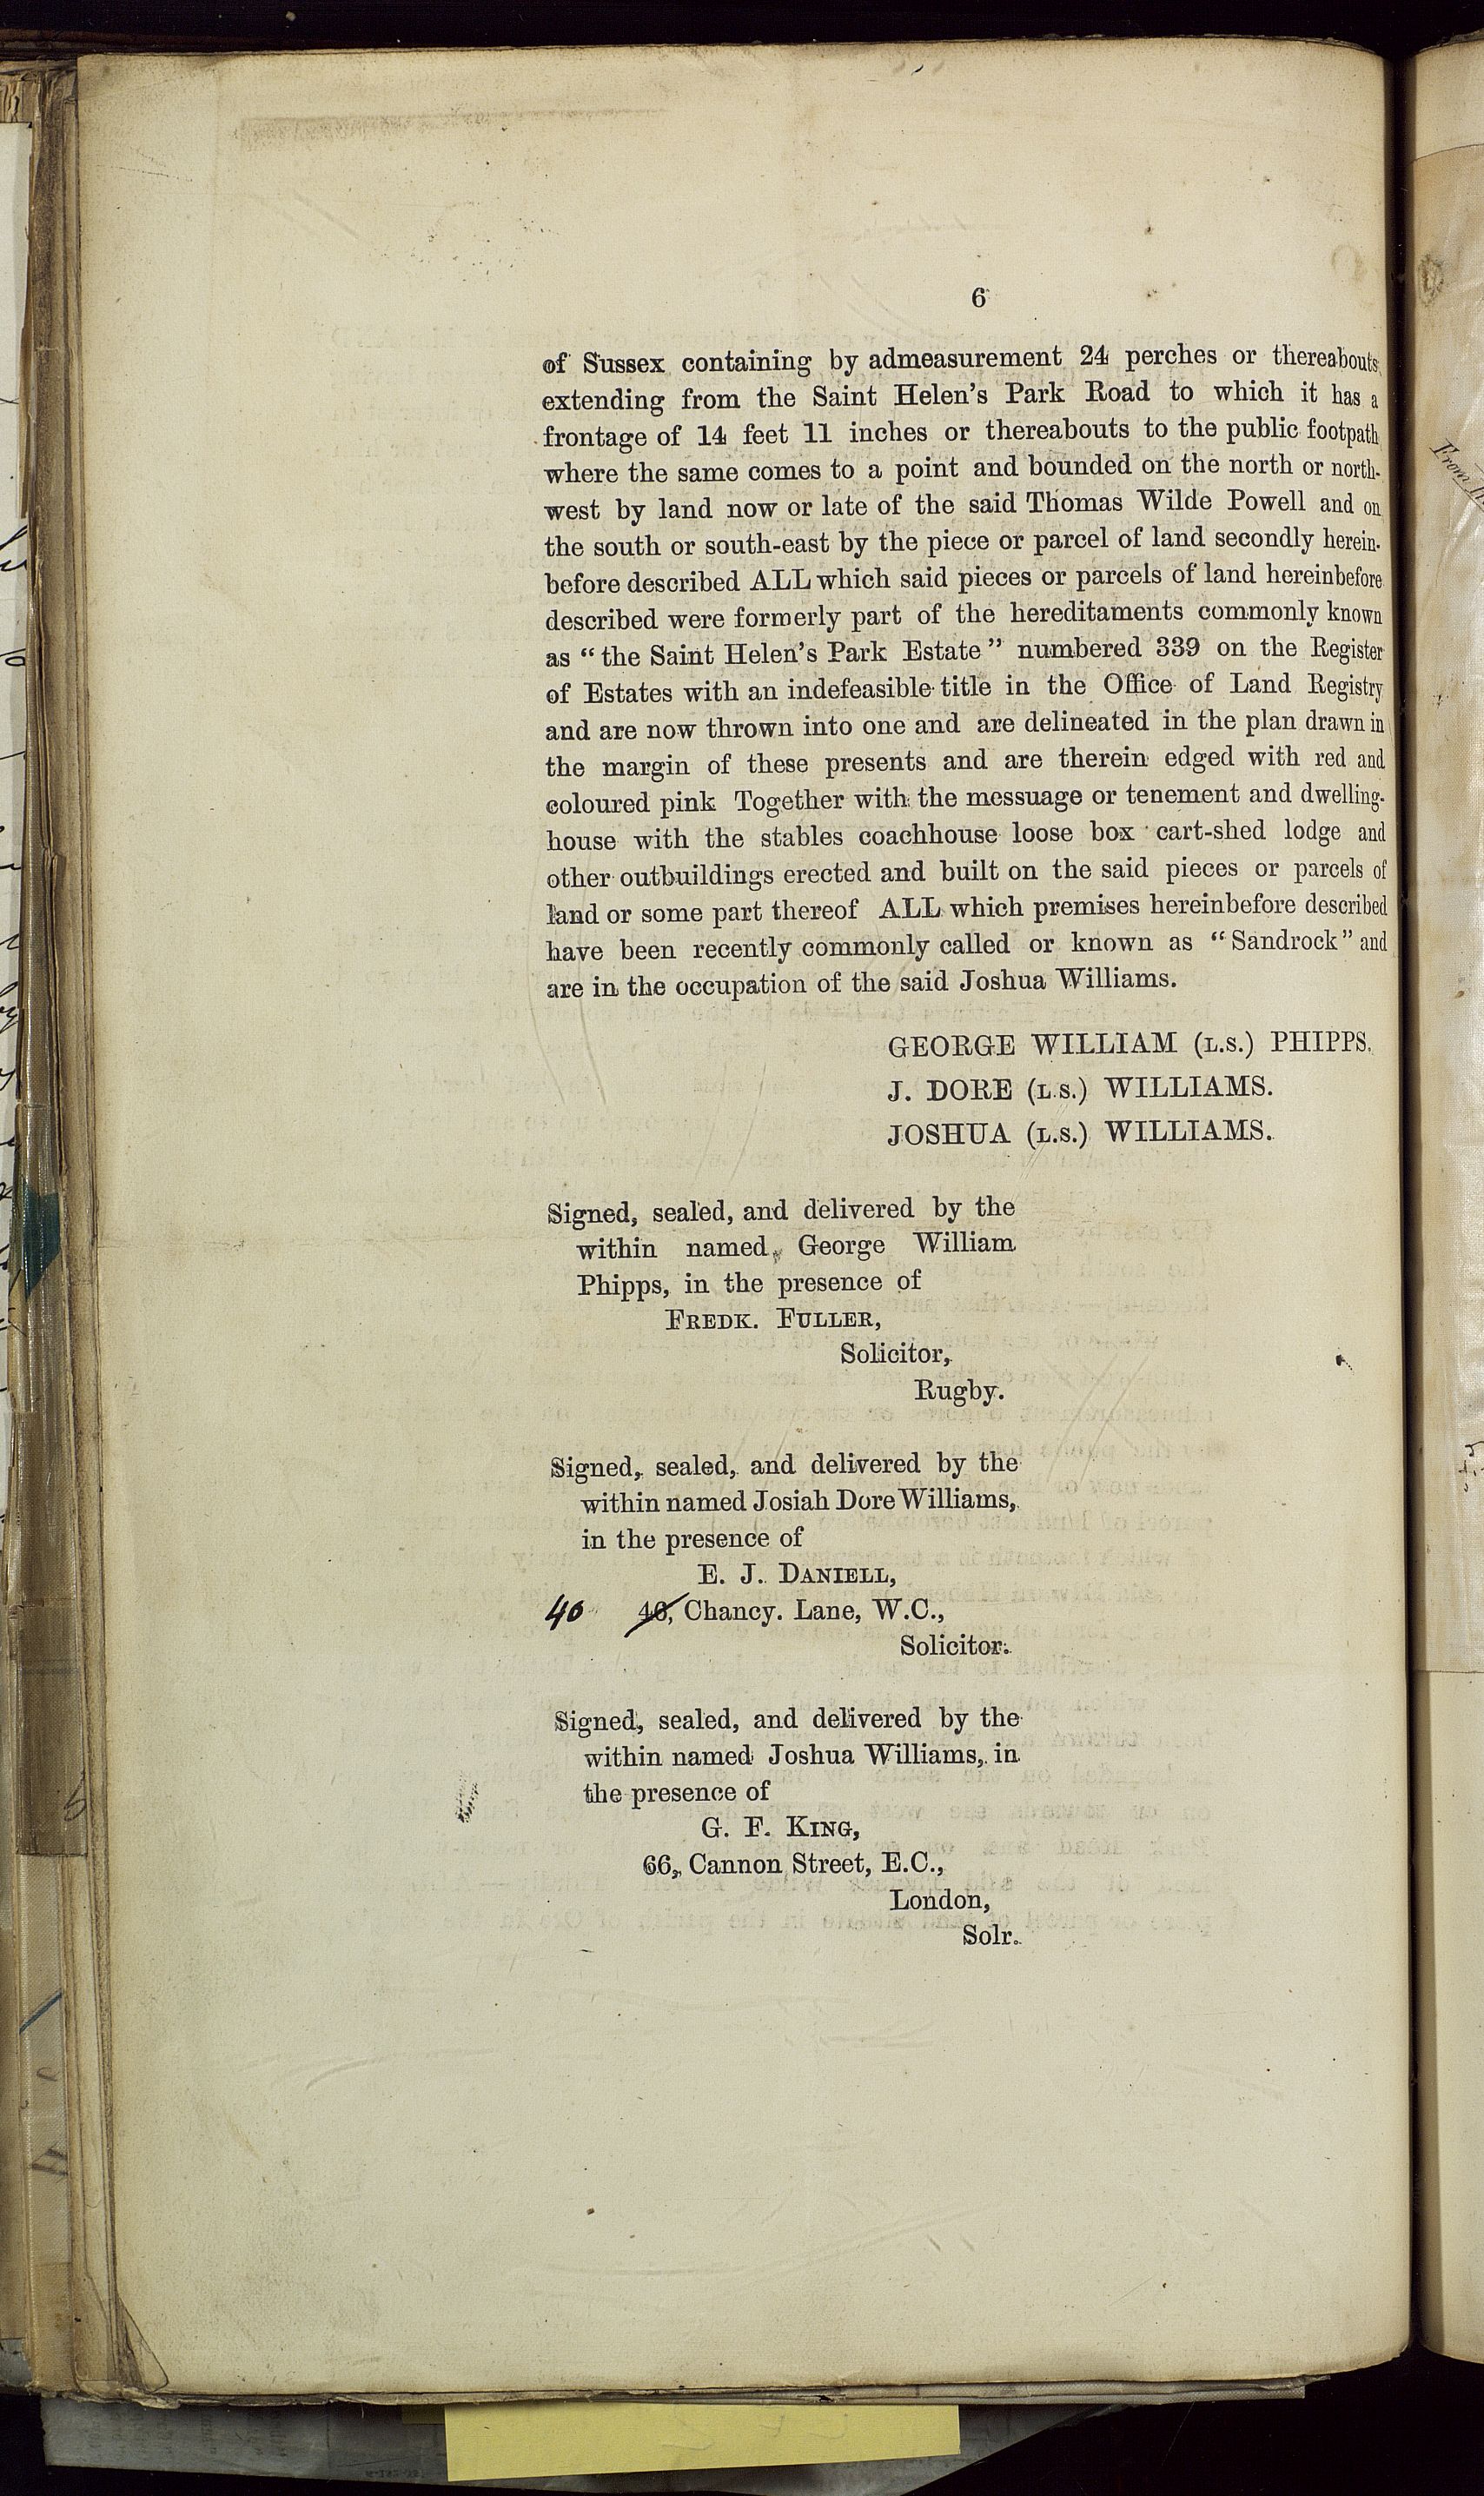 6
of Sussex containing by admeasurement 24 perches or thereabouts
extending from the Saint Helen's Park Road to which it has a
frontage of 14 feet 11 inches or thereabouts to the public footpath
where the same comes to a point and bounded on the north or north-
west by land now or late of the said Thomas Wilde Powell and on
the south or south-east by the piece or parcel of land secondly herein-
before described ALL which said pieces or parcels of land hereinbefore
described were formerly part of the hereditaments commonly known
as “the Saint Helen's Park Estate” numbered 339 on the Register
of Estates with an indefeasible title in the Office of Land Registry
and are now thrown into one and are delineated in the plan drawn in
the margin of these presents and are therein edged with red and
coloured pink Together with the messuage or tenement and dwelling-
house with the stables coachhouse loose box cart-shed lodge and
other outbuildings erected and built on the said pieces or parcels of
land or some part thereof ALL which premises hereinbefore described
have been recently commonly called or known as “Sandrock” and
are in the occupation of the said Joshua Williams.
GEORGE WILLIAM (L.S.) PHIPPS.
J. DORE (L.S.) WILLIAMS.
JOSHUA (L.S.) WILLIAMS.
Signed, sealed, and delivered by the
within named, George William
Phipps, in the presence of
FREDK. FULLER,
Solicitor,
Rugby.
Signed, sealed, and delivered by the
within named Josiah Dore Williams,
in the presence of
E. J. DANIELL,
40 46, Chancy. Lane, W.C.,
Solicitor.
Signed, sealed, and delivered by the
within named Joshua Williams, in
the presence of
G. F. KING,
66, Cannon Street, E.C.,
London,
Solr.
From